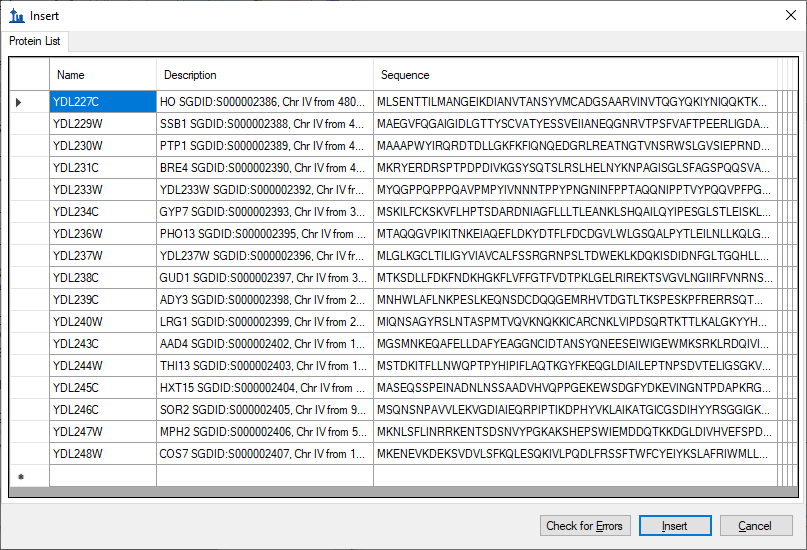 Insert
Protein List
Name Description Sequence
YDL227C HO SGDID:S000002386, Chr IV from 480... MLSENTTILMANGEIKDIANVTANSYVMCADGSAARVINVTQGYQKIYNIQQKTK...
YDL229W SSB1 SGDID:S000002388, Chr IV from 4... MAEGVFQGAIGIDLGTTYSCVATYESSVEIIANEQGNRVTPSFVAFTPEERLIGDA...
YDL230W PTP1 SGDID:S000002389, Chr IV from 4... MAAAPWYIRQRDTDLLGKFKFIQNQEDGRLREATNGTVNSRWSLGVSIEPRND...
YDL231C BRE4 SGDID:S000002390, Chr IV from 4... MKRYERDRSPTPDPDIVKGSYSQTSLRSLHELNYKNPAGISGLSFAGSPQQSVA...
YDL233W YDL233W SGDID:S000002392, Chr IV fr... MYQGPPQPPPQAVPMPYIVNNNTPPYPNGNINFPPTAQQNIPPTVYPQQVPFPG...
YDL234C GYP7 SGDID:S000002393, Chr IV from 3... MSKILFCKSKVFLHPTSDARDNIAGFLLLTLEANKLSHQAILQYIPESGLSTLEISKL...
YDL236W PHO13 SGDID:S000002395, Chr IV from... MTAQQGVPIKITNKEIAQEFLDKYDTFLFDCDGVLWLGSQALPYTLEILNLLKQLG...
YDL237W YDL237W SGDID:S000002396, Chr IV fr... MLGLKGCLTILIGYVIAVCALFSSRGRNPSLTDWEKLKDQKISDIDNFGLTGQHLL...
YDL238C GUD1 SGDID:S000002397, Chr IV from 3... MTKSDLLFDKFNDKHGKFLVFFGTFVDTPKLGELRIREKTSVGVLNGIIRFVNRNS...
YDL239C ADY3 SGDID:S000002398, Chr IV from 2... MNHWLAFLNKPESLKEQNSDCDQQGEMRHVTDGTLTKSPESKPFRERRSQT...
YDL240W LRG1 SGDID:S000002399, Chr IV from 2... MIQNSAGYRSLNTASPMTVQVKNQKKICARCNKLVIPDSQRTKTTLKALGKYYH...
YDL243C AAD4 SGDID:S000002402, Chr IV from 1... MGSMNKEQAFELLDAFYEAGGNCIDTANSYQNEESEIWIGEWMKSRKLRDQIVI...
YDL244W THI13 SGDID:S000002403, Chr IV from 1... MSTDKITFLLNWQPTPYHIPIFLAQTKGYFKEQGLDIAILEPTNPSDVTELIGSGKV...
YDL245C HXT15 SGDID:S000002404, Chr IV from... MASEQSSPEINADNLNSSAADVHVQPPGEKEWSDGFYDKEVINGNTPDAPKRG...
YDL246C SOR2 SGDID:S000002405, Chr IV from 9... MSQNSNPAVVLEKVGDIAIEQRPIPTIKDPHYVKLAIKATGICGSDIHYYRSGGIGK...
YDL247W MPH2 SGDID:S000002406, Chr IV from 5... MKNLSFLINRRKENTSDSNVYPGKAKSHEPSWIEMDDQTKKDGLDIVHVEFSPD...
YDL248W COS7 SGDID:S000002407, Chr IV from 1... MKENEVKDEKSVDVLSFKQLESQKIVLPQDLFRSSFTWFCYEIYKSLAFRIWMLL...
Check for Errors Insert Cancel